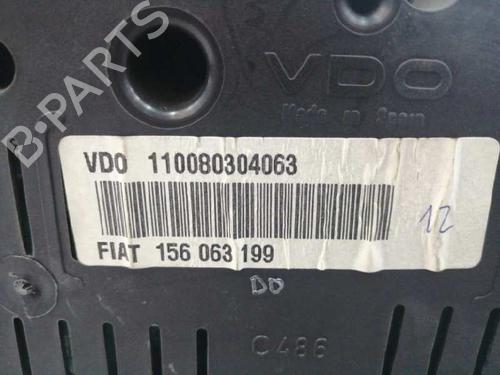 B-PARTS
VDO
Made in Spain
VDO 110080304063
12
FIAT 156 063 199
DO
C486